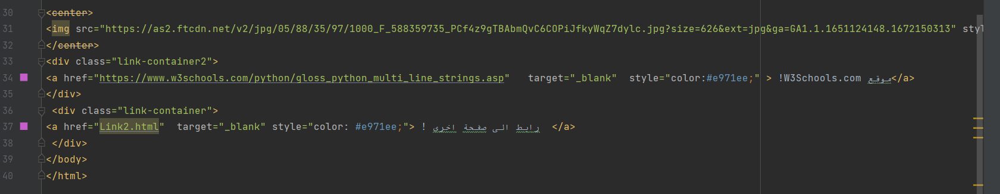 30 <center>
31 <img src="https://as2.ftcdn.net/v2/jpg/05/88/35/97/1000_F_588359735_PCf4z9gTBAbmQvC6COPiJfkyWqZ7dylc.jpg?size=626&ext=jpg&ga=GA1.1.1651124148.1672150313" styl
32 </center>
33 <div class="link-container2">
34 <a href="https://www.w3schools.com/python/gloss_python_multi_line_strings.asp" target="_blank" style="color:#e971ee;" > !W3Schools.com موقع</a>
35 </div>
36 <div class="link-container">
37 <a href="Link2.html" target="_blank" style="color: #e971ee;"> ! رابط الى صفحة اخرى </a>
38 </div>
39 </body>
40 </html>